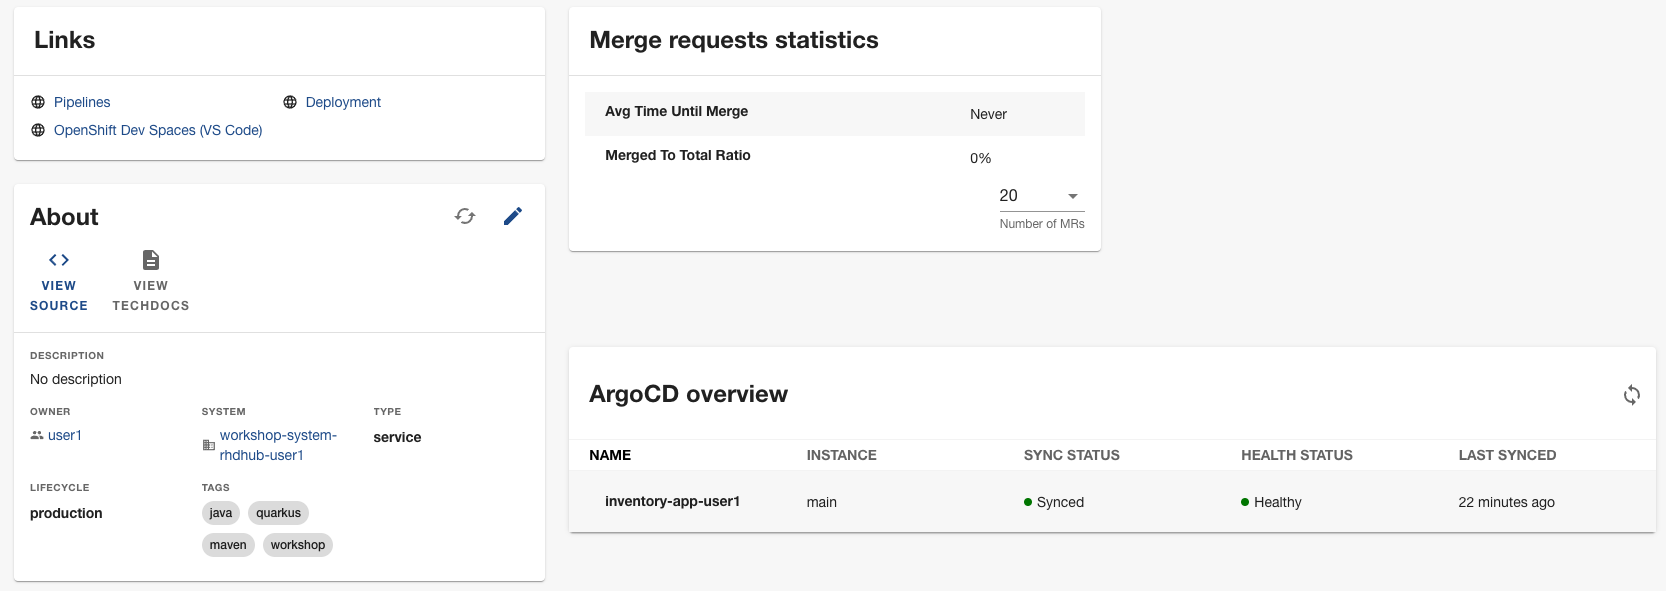 Links
Pipelines
Deployment
OpenShift Dev Spaces (VS Code)
About
VIEW SOURCE
VIEW TECHDOCS
DESCRIPTION
No description
OWNER
user1
SYSTEM
workshop-system-
rhdhub-user1
TYPE
service
LIFECYCLE
production
TAGS
java
quarkus
maven
workshop
Merge requests statistics
Avg Time Until Merge
Never
Merged To Total Ratio
0%
20
Number of MRs
ArgoCD overview
NAME INSTANCE SYNC STATUS HEALTH STATUS LAST SYNCED
inventory-app-user1 main Synced Healthy 22 minutes ago